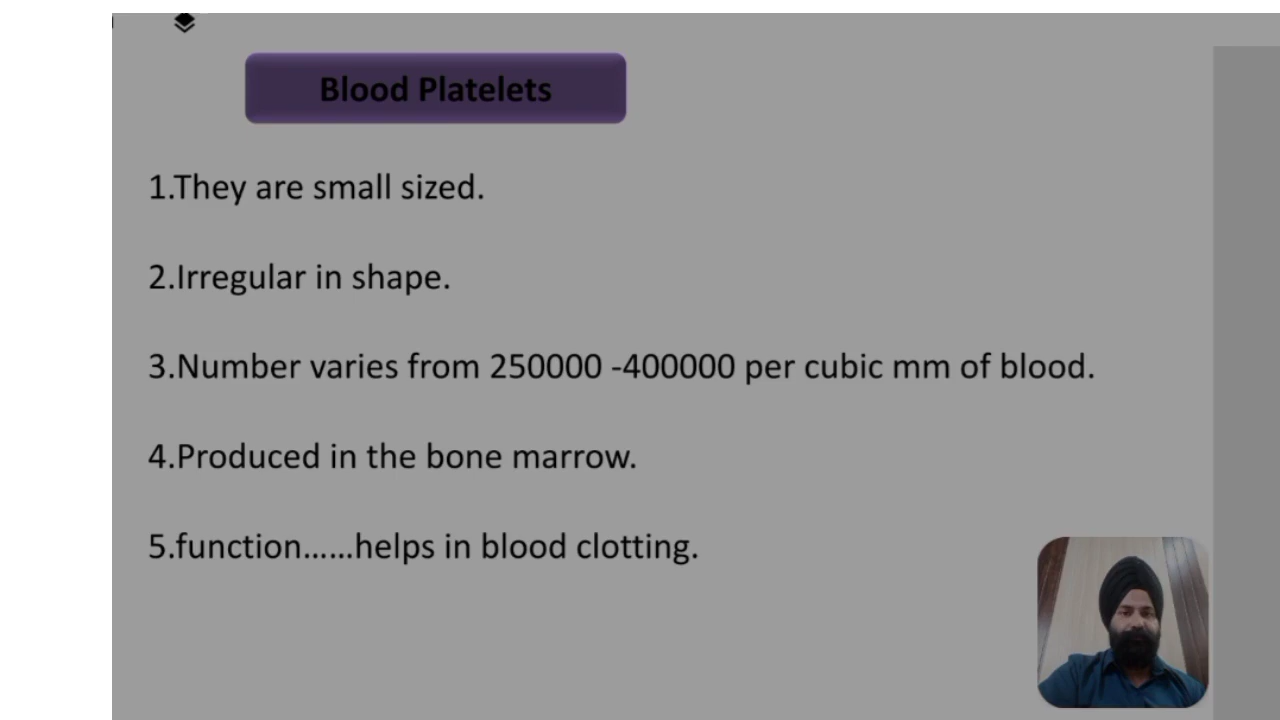 Blood Platelets
1.They are small sized.
2.Irregular in shape.
3.Number varies from 250000 -400000 per cubic mm of blood.
4.Produced in the bone marrow.
5.function......helps in blood clotting.